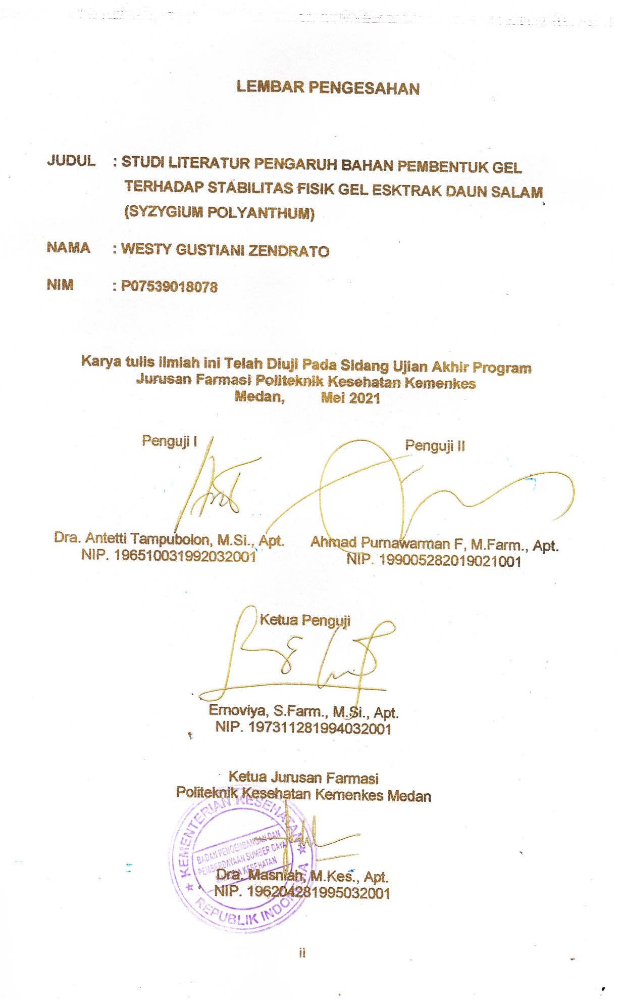 LEMBAR PENGESAHAN
JUDUL : STUDI LITERATUR PENGARUH BAHAN PEMBENTUK GEL
TERHADAP STABILITAS FISIK GEL ESKTRAK DAUN SALAM
(SYZYGIUM POLYANTHUM)
NAMA : WESTY GUSTIANI ZENDRATO
NIM : P07539018078
Karya tulis ilmiah ini Telah Diuji Pada Sidang Ujian Akhir Program
Jurusan Farmasi Politeknik Kesehatan Kemenkes
Medan, Mei 2021
Penguji I
Penguji II
Dra. Antetti Tampubolon, M.Si., Apt.
NIP. 196510031992032001
Ahmad Purnawarman F, M.Farm., Apt.
NIP. 199005282019021001
Ketua Penguji
Ernoviya, S.Farm., M.Si., Apt.
NIP. 197311281994032001
Ketua Jurusan Farmasi
Politeknik Kesehatan Kemenkes Medan
KEMENTERIAN KESEHATAN
BADAN PENGEMBANGAN DAN
PEMBERDAYAAN SUMBER DAYA
KESEHATAN
REPUBLIK INDONESIA
Dra. Masniah, M.Kes., Apt.
NIP. 196204281995032001
ii